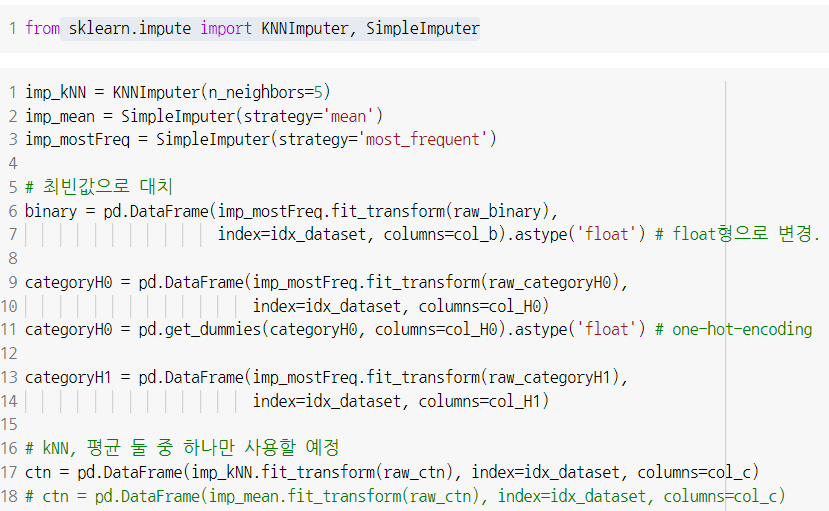 1 from sklearn.impute import KNNImputer, SimpleImputer
1 imp_kNN = KNNImputer(n_neighbors=5)
2 imp_mean = SimpleImputer(strategy='mean')
3 imp_mostFreq = SimpleImputer(strategy='most_frequent')
4
5 # 최빈값으로 대치
6 binary = pd.DataFrame(imp_mostFreq.fit_transform(raw_binary),
7 index=idx_dataset, columns=col_b).astype('float') # float형으로 변경.
8
9 categoryH0 = pd.DataFrame(imp_mostFreq.fit_transform(raw_categoryH0),
10 index=idx_dataset, columns=col_H0)
11 categoryH0 = pd.get_dummies(categoryH0, columns=col_H0).astype('float') # one-hot-encoding
12
13 categoryH1 = pd.DataFrame(imp_mostFreq.fit_transform(raw_categoryH1),
14 index=idx_dataset, columns=col_H1)
15
16 # kNN, 평균 둘 중 하나만 사용할 예정
17 ctn = pd.DataFrame(imp_kNN.fit_transform(raw_ctn), index=idx_dataset, columns=col_c)
18 # ctn = pd.DataFrame(imp_mean.fit_transform(raw_ctn), index=idx_dataset, columns=col_c)